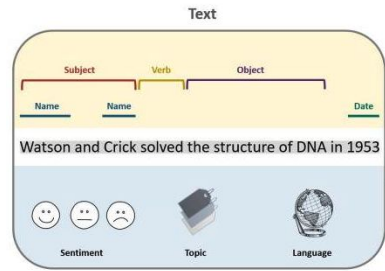 Text
Subject Verb Object
Name Name Date
Watson and Crick solved the structure of DNA in 1953
Sentiment Topic Language